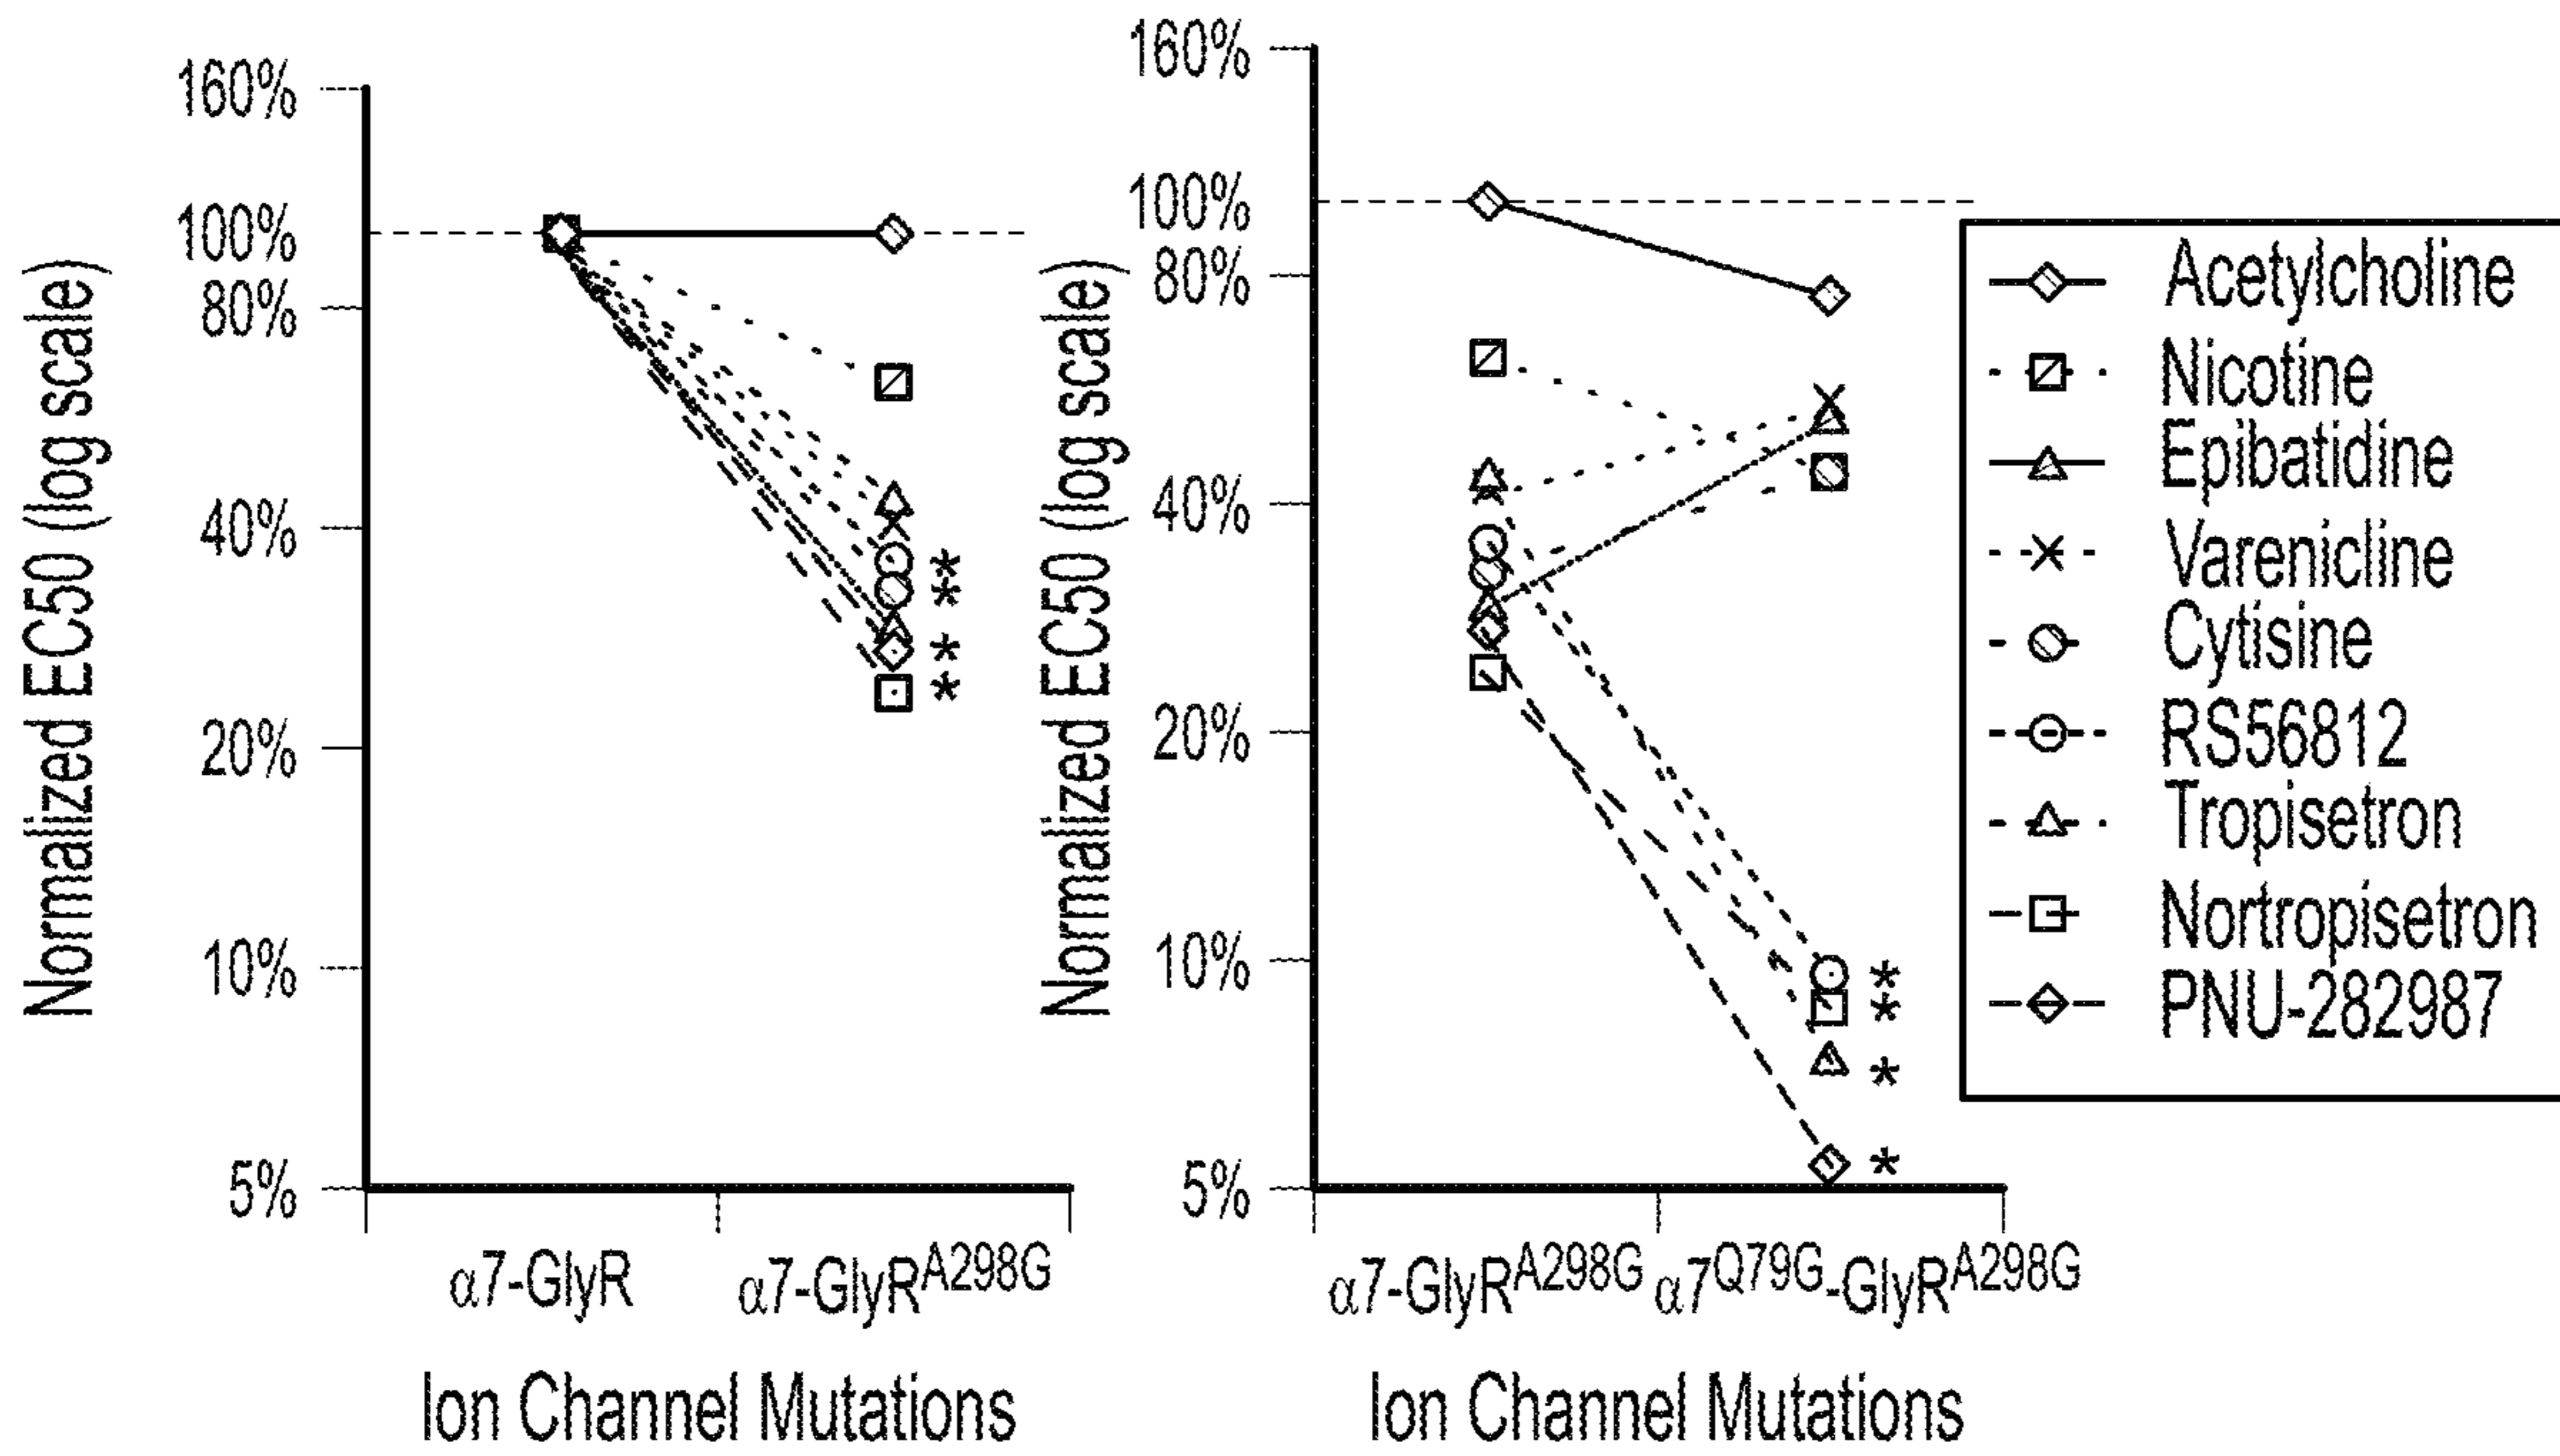 Normalized EC50 (log scale)
160%
100%
80%
40%
20%
10%
5%
α7-GlyR
α7-GlyRA298G
Ion Channel Mutations
*
*
*
*
Normalized EC50 (log scale)
160%
100%
80%
40%
20%
10%
5%
α7-GlyRA298G
α7Q79G-GlyRA298G
Ion Channel Mutations
*
*
*
*
Acetylcholine
Nicotine
Epibatidine
Varenicline
Cytisine
RS56812
Tropisetron
Nortropisetron
PNU-282987